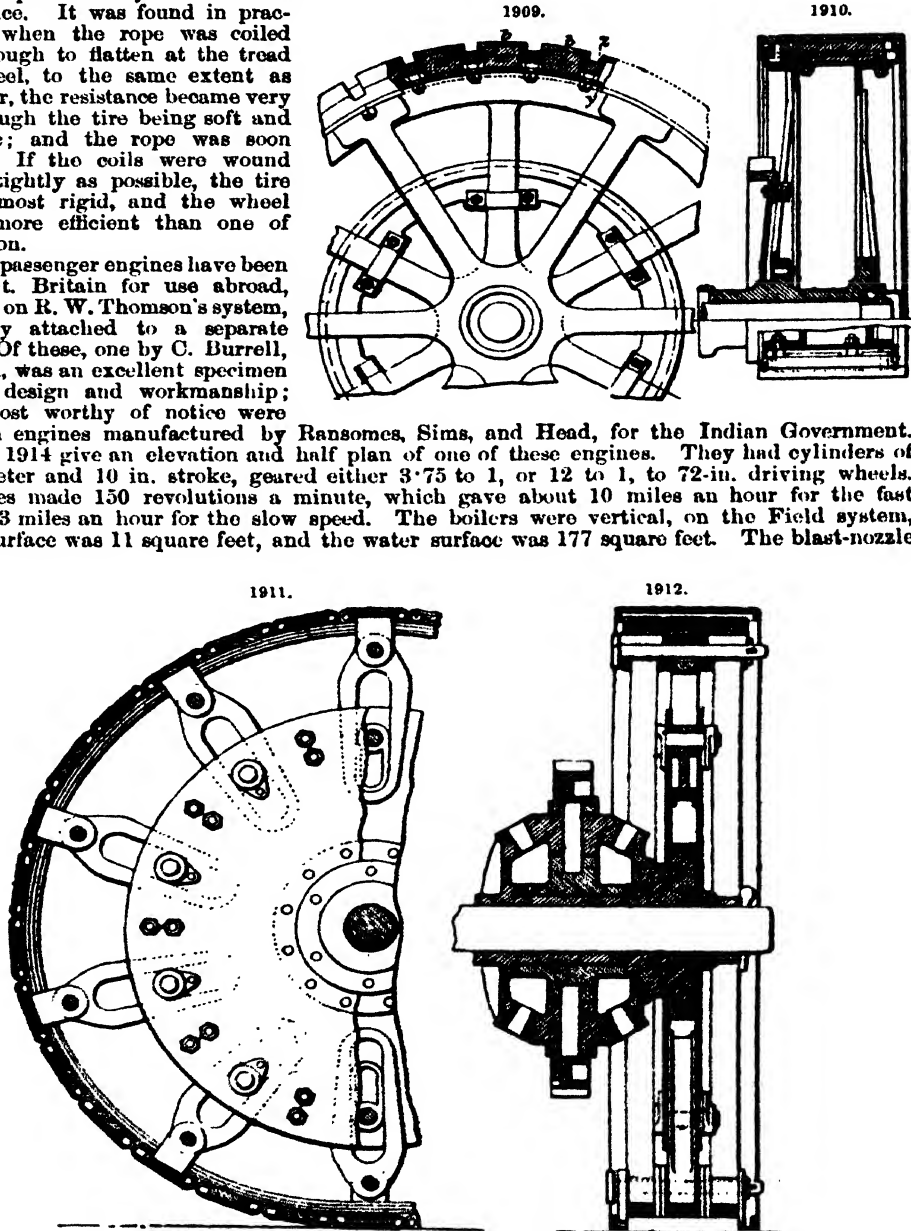 ce. It was found in prac-
when the rope was coiled
ough to flatten at the tread
eel, to the same extent as
r, the resistance became very
ugh the tire being soft and
; and the rope was soon
If the coils were wound
tightly as possible, the tire
most rigid, and the wheel
more efficient than one of
on.
passenger engines have been
t. Britain for use abroad,
on R. W. Thomson's system,
y attached to a separate
Of these, one by C. Burrell,
, was an excellent specimen
design and workmanship;
ost worthy of notice were
engines manufactured by Ransomes, Sims, and Head, for the Indian Government.
1914 give an elevation and half plan of one of these engines. They had cylinders of
eter and 10 in. stroke, geared either 3·75 to 1, or 12 to 1, to 72-in. driving wheels.
es made 150 revolutions a minute, which gave about 10 miles an hour for the fast
3 miles an hour for the slow speed. The boilers were vertical, on the Field system,
urface was 11 square feet, and the water surface was 177 square feet. The blast-nozzle
1909.
1910.
1911.
1912.